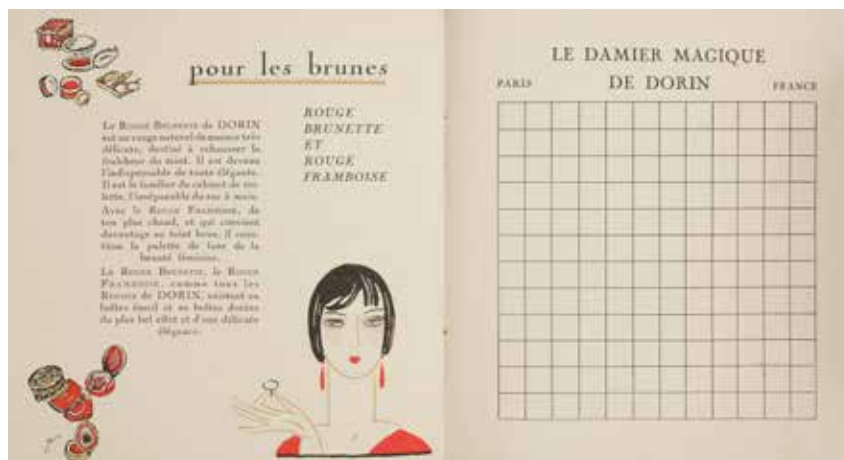 pour les brunes
ROUGE
BRUNETTE
ET
ROUGE
FRAMBOISE
Le ROUGE BRUNETTE de DORIN
est un rouge naturel de nuance très
délicate, destiné à rehausser la
fraîcheur du teint. Il est devenu
l'indispensable de toute élégante.
Il est le familier du cabinet de toi-
lette, l'inséparable du sac à main.
Avec le ROUGE FRAMBOISE, de
ton plus chaud, et qui convient
davantage au teint brun, il cons-
titue la palette de fard de la
beauté féminine.
Le ROUGE BRUNETTE, le ROUGE
FRAMBOISE, comme tous les
ROUGES de DORIN, existent en
boîtes émail et en boîtes dorées
du plus bel effet et d'une délicate
élégance.
LE DAMIER MAGIQUE
PARIS DE DORIN FRANCE